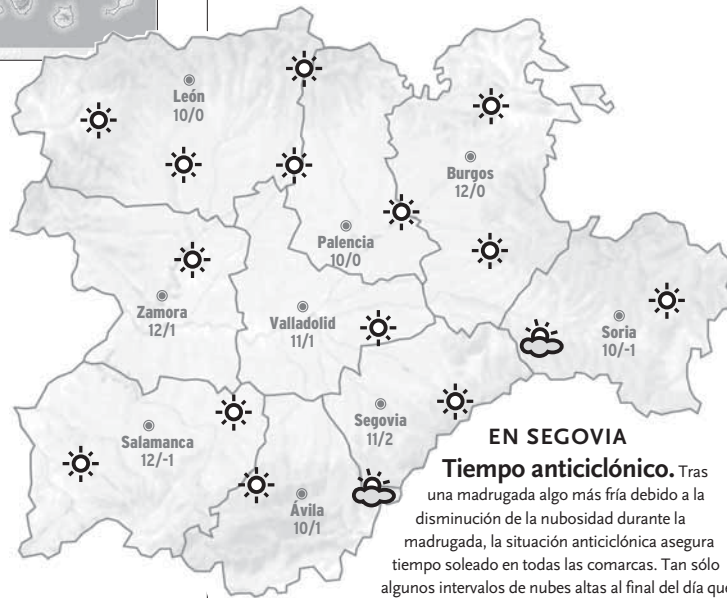 León
10/0
Burgos
12/0
Palencia
10/0
Zamora
12/1
Valladolid
11/1
Soria
10/-1
Segovia
11/2
Salamanca
12/-1
Ávila
10/1
EN SEGOVIA
Tiempo anticiclónico. Tras
una madrugada algo más fría debido a la
disminución de la nubosidad durante la
madrugada, la situación anticiclónica asegura
tiempo soleado en todas las comarcas. Tan sólo
algunos intervalos de nubes altas al final del día que